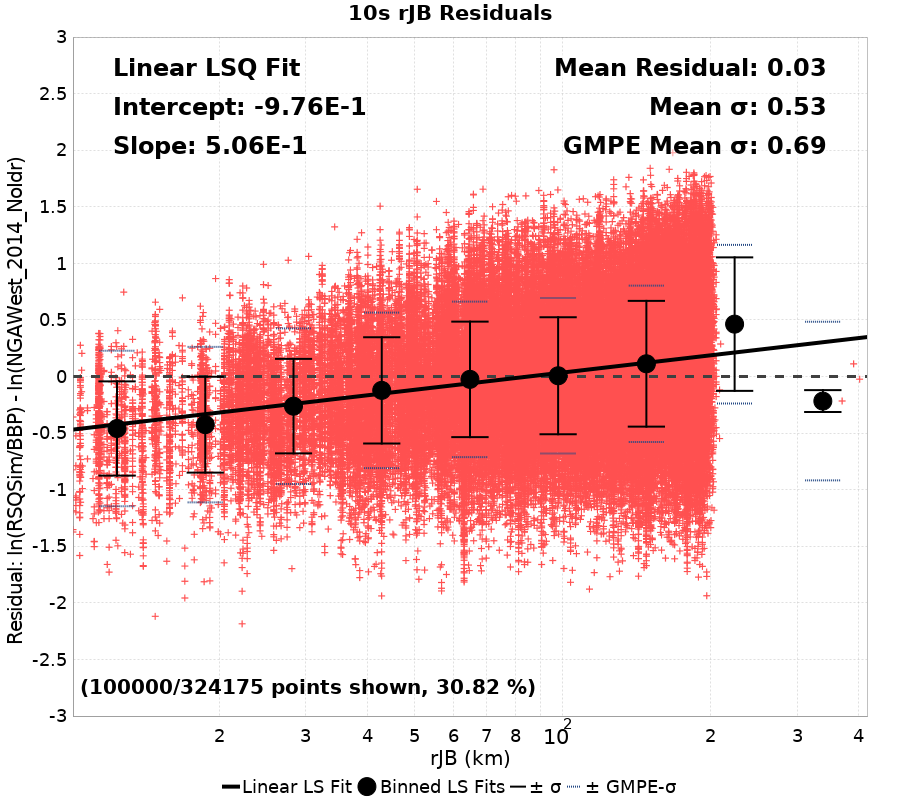 10s rJB Residuals
Linear LSQ Fit
Intercept: -9.76E-1
Slope: 5.06E-1
Mean Residual: 0.03
Mean σ: 0.53
GMPE Mean σ: 0.69
Residual: ln(RSQSim/BBP) - ln(NGAWest_2014_NoIdr)
3
2.5
2
1.5
1
0.5
0
-0.5
-1
-1.5
-2
-2.5
-3
(100000/324175 points shown, 30.82 %)
2 3 4 5 6 7 8 10² 2 3 4
rJB (km)
Linear LS Fit Binned LS Fits ± σ ± GMPE-σ